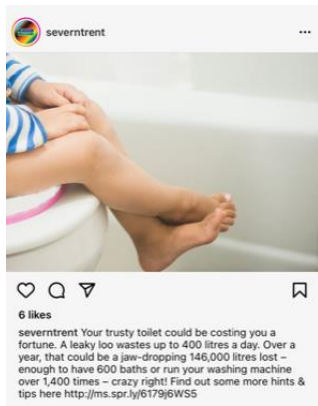 severntrent
6 likes
severntrent Your trusty toilet could be costing you a
fortune. A leaky loo wastes up to 400 litres a day. Over a
year, that could be a jaw-dropping 146,000 litres lost –
enough to have 600 baths or run your washing machine
over 1,400 times – crazy right! Find out some more hints &
tips here http://ms.spr.ly/6179j6WS5